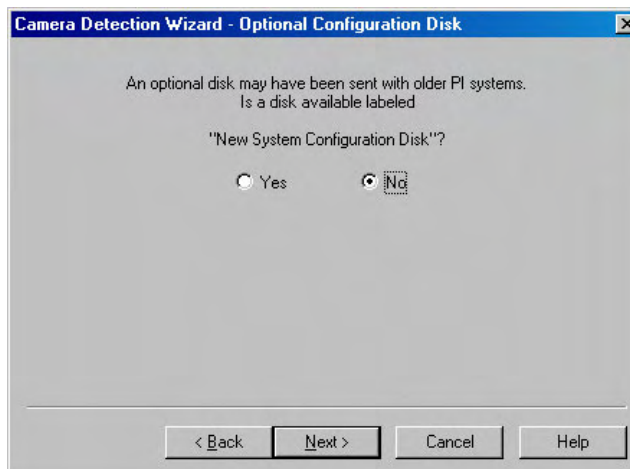 Camera Detection Wizard - Optional Configuration Disk
An optional disk may have been sent with older PI systems.
Is a disk available labeled
"New System Configuration Disk"?
Yes No
< Back Next > Cancel Help